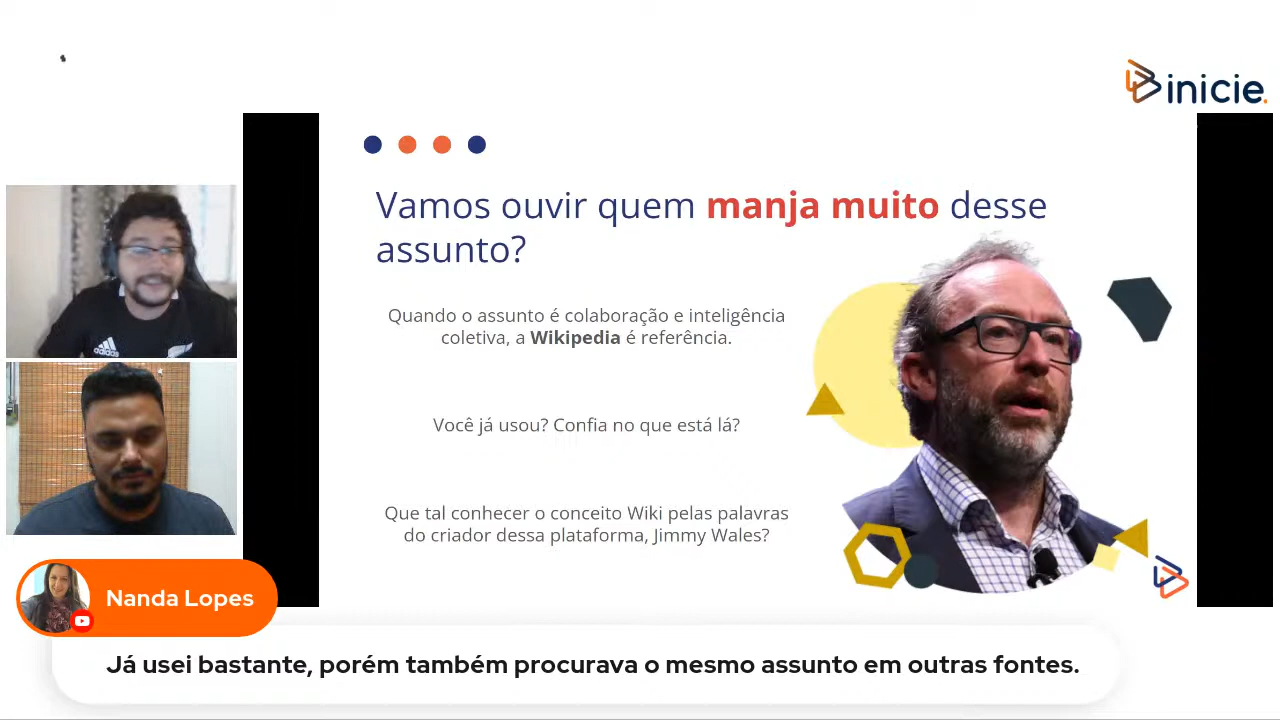 inicie.
Vamos ouvir quem manja muito desse
assunto?
Quando o assunto é colaboração e inteligência
coletiva, a Wikipedia é referência.
Você já usou? Confia no que está lá?
Que tal conhecer o conceito Wiki pelas palavras
do criador dessa plataforma, Jimmy Wales?
adidas
Nanda Lopes
Já usei bastante, porém também procurava o mesmo assunto em outras fontes.